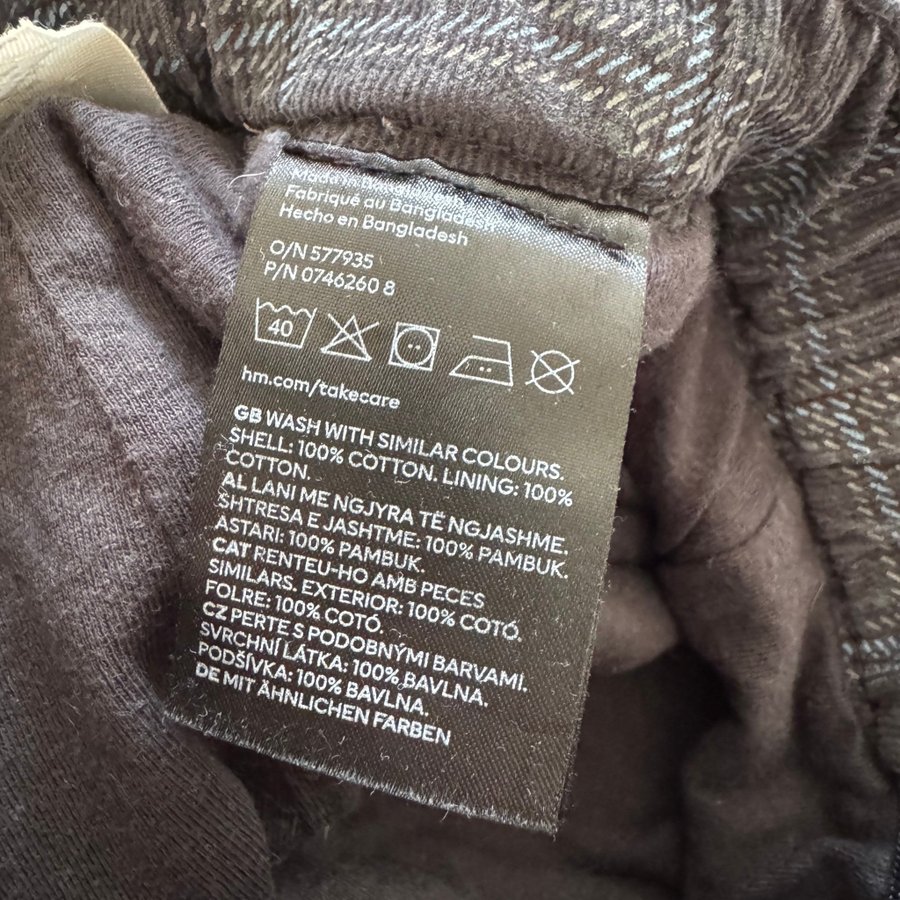 Made in
Fabriqué au Bangladesh
Hecho en Bangladesh
O/N 577935
P/N 0746260 8
40
hm.com/takecare
GB WASH WITH SIMILAR COLOURS.
SHELL: 100% COTTON. LINING: 100%
COTTON.
AL LANI ME NGJYRA TË NGJASHME.
SHTRESA E JASHTME: 100% PAMBUK.
ASTARI: 100% PAMBUK.
CAT RENTEU-HO AMB PECES
SIMILARS. EXTERIOR: 100% COTÓ.
FOLRE: 100% COTÓ.
CZ PERTE S PODOBNÝMI BARVAMI.
SVRCHNÍ LÁTKA: 100% BAVLNA.
PODŠÍVKA: 100% BAVLNA.
DE MIT ÄHNLICHEN FARBEN